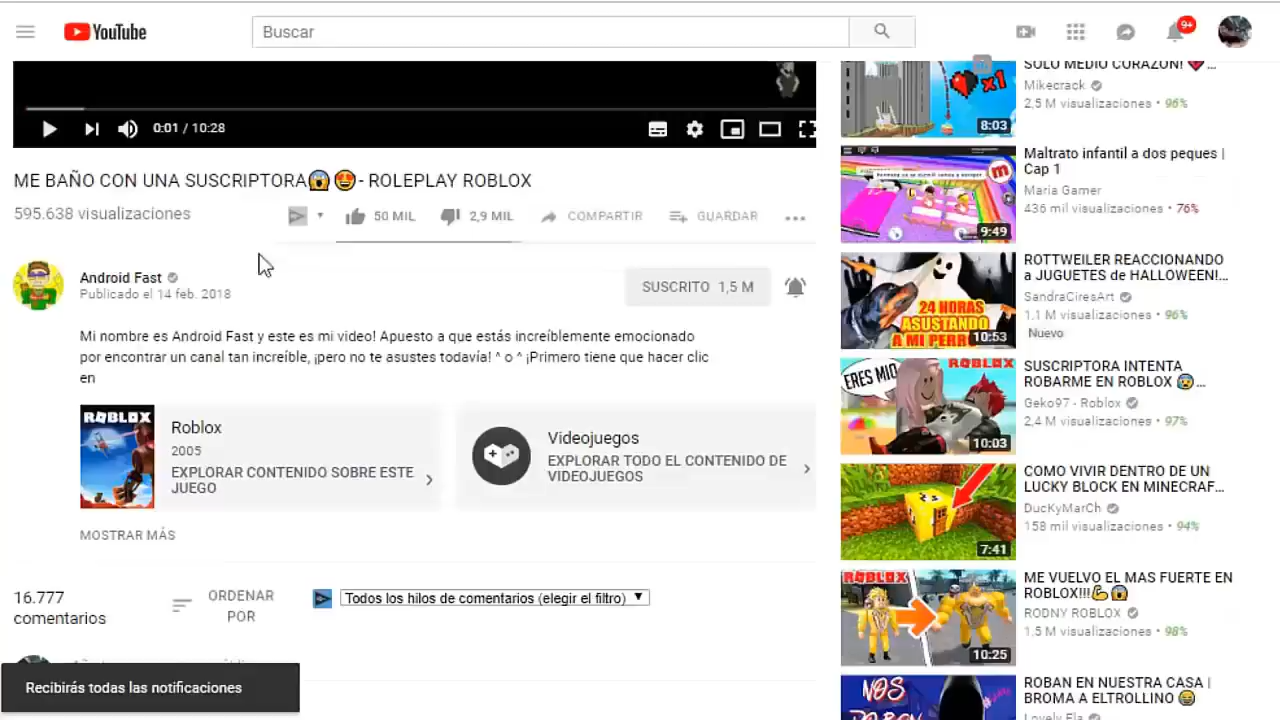 YouTube
Buscar
9+
0:01 / 10:28
ME BAÑO CON UNA SUSCRIPTORA😱😍- ROLEPLAY ROBLOX
595.638 visualizaciones
50 MIL
2,9 MIL
COMPARTIR
GUARDAR
Android Fast
Publicado el 14 feb. 2018
SUSCRITO 1,5 M
Mi nombre es Android Fast y este es mi video! Apuesto a que estás increíblemente emocionado
por encontrar un canal tan increíble, ¡pero no te asustes todavía! ^ o ^ ¡Primero tiene que hacer clic
en
ROBLOX
Roblox
2005
EXPLORAR CONTENIDO SOBRE ESTE
JUEGO
Videojuegos
EXPLORAR TODO EL CONTENIDO DE
VIDEOJUEGOS
MOSTRAR MÁS
16.777
comentarios
ORDENAR
POR
Todos los hilos de comentarios (elegir el filtro)
Recibirás todas las notificaciones
x1
8:03
SOLO MEDIO CORAZÓN! 💔...
Mikecrack
2,5 M visualizaciones • 96%
m
9:49
Maltrato infantil a dos peques |
Cap 1
Maria Gamer
436 mil visualizaciones • 76%
24 HORAS
ASUSTANDO
A MI PERRO
10:53
ROTTWEILER REACCIONANDO
a JUGUETES de HALLOWEEN!...
SandraCiresArt
1,1 M visualizaciones • 96%
Nuevo
ERES MIO
ROBLOX
10:03
SUSCRIPTORA INTENTA
ROBARME EN ROBLOX 😰...
Geko97 - Roblox
2,4 M visualizaciones • 97%
7:41
COMO VIVIR DENTRO DE UN
LUCKY BLOCK EN MINECRAF...
DucKyMarCh
158 mil visualizaciones • 94%
ROBLOX
10:25
ME VUELVO EL MAS FUERTE EN
ROBLOX!!!💪😱
RODNY ROBLOX
1,5 M visualizaciones • 98%
NOS
ROBAN EN NUESTRA CASA |
BROMA A ELTROLLINO 😂
Lovely Ela